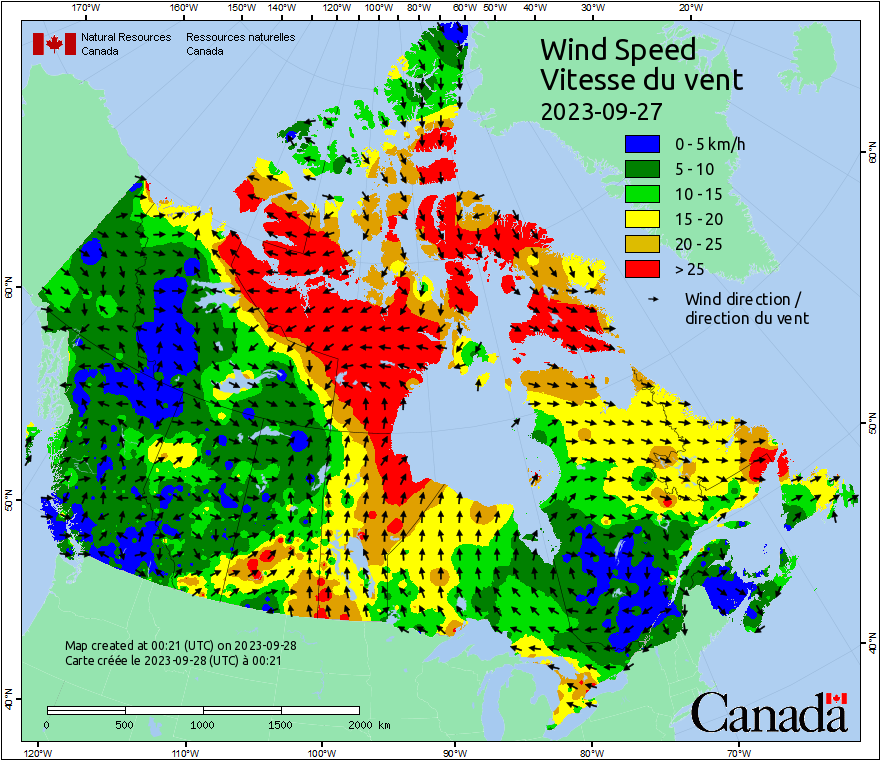 170°W 160°W 150°W 140°W 120°W 100°W 80°W 60°W 50°W 40°W 30°W 20°W
Natural Resources Canada
Ressources naturelles Canada
Wind Speed
Vitesse du vent
2023-09-27
0 - 5 km/h
5 - 10
10 - 15
15 - 20
20 - 25
> 25
Wind direction /
direction du vent
60°N
50°N
40°N
60°N
50°N
40°N
Map created at 00:21 (UTC) on 2023-09-28
Carte créée le 2023-09-28 (UTC) à 00:21
0 500 1000 1500 2000 km
Canada
120°W 110°W 100°W 90°W 80°W 70°W